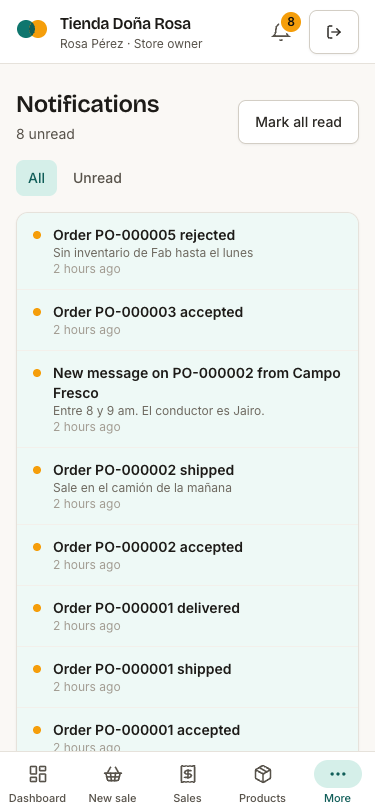 Tienda Doña Rosa
Rosa Pérez · Store owner
8
Notifications
8 unread
Mark all read
All
Unread
Order PO-000005 rejected
Sin inventario de Fab hasta el lunes
2 hours ago
Order PO-000003 accepted
2 hours ago
New message on PO-000002 from Campo
Fresco
Entre 8 y 9 am. El conductor es Jairo.
2 hours ago
Order PO-000002 shipped
Sale en el camión de la mañana
2 hours ago
Order PO-000002 accepted
2 hours ago
Order PO-000001 delivered
2 hours ago
Order PO-000001 shipped
2 hours ago
Order PO-000001 accepted
2 hours ago
Dashboard
New sale
Sales
Products
More